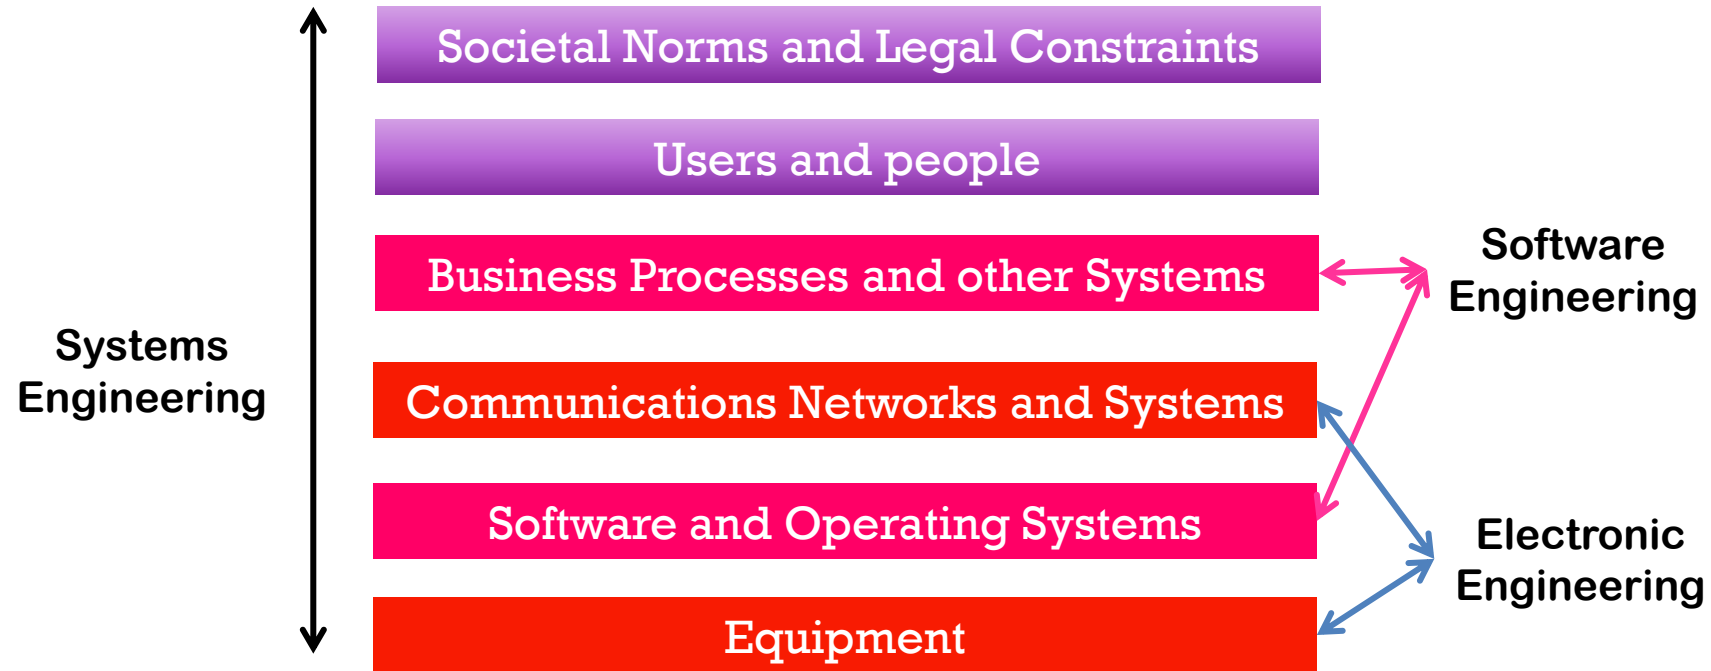 Societal Norms and Legal Constraints
Users and people
Business Processes and other Systems
Communications Networks and Systems
Software and Operating Systems
Equipment
Systems
Engineering
Software
Engineering
Electronic
Engineering